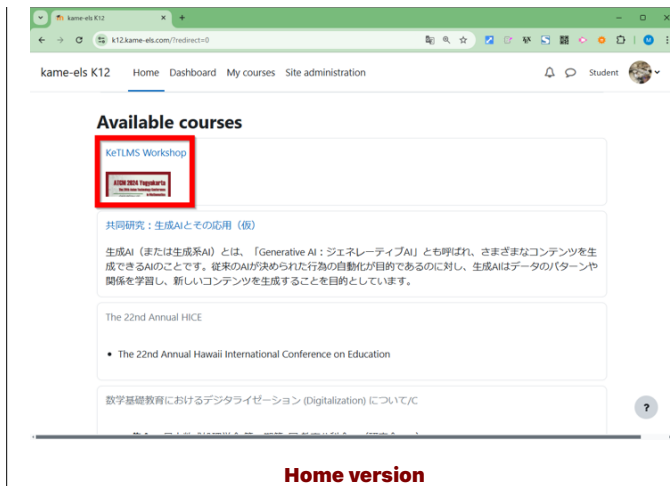 kame-els K12
k12.kame-els.com/?redirect=0
kame-els K12 Home Dashboard My courses Site administration Student
Available courses
KeTLMS Workshop
ATCM 2024 Yogyakarta
共同研究：生成AIとその応用（仮）
生成AI（または生成系AI）とは、「Generative AI：ジェネレーティブAI」とも呼ばれ、さまざまなコンテンツを生
成できるAIのことです。従来のAIが決められた行為の自動化が目的であるのに対し、生成AIはデータのパターンや
関係を学習し、新しいコンテンツを生成することを目的としています。
The 22nd Annual HICE
• The 22nd Annual Hawaii International Conference on Education
数学基礎教育におけるデジタライゼーション (Digitalization) について/C
?
Home version